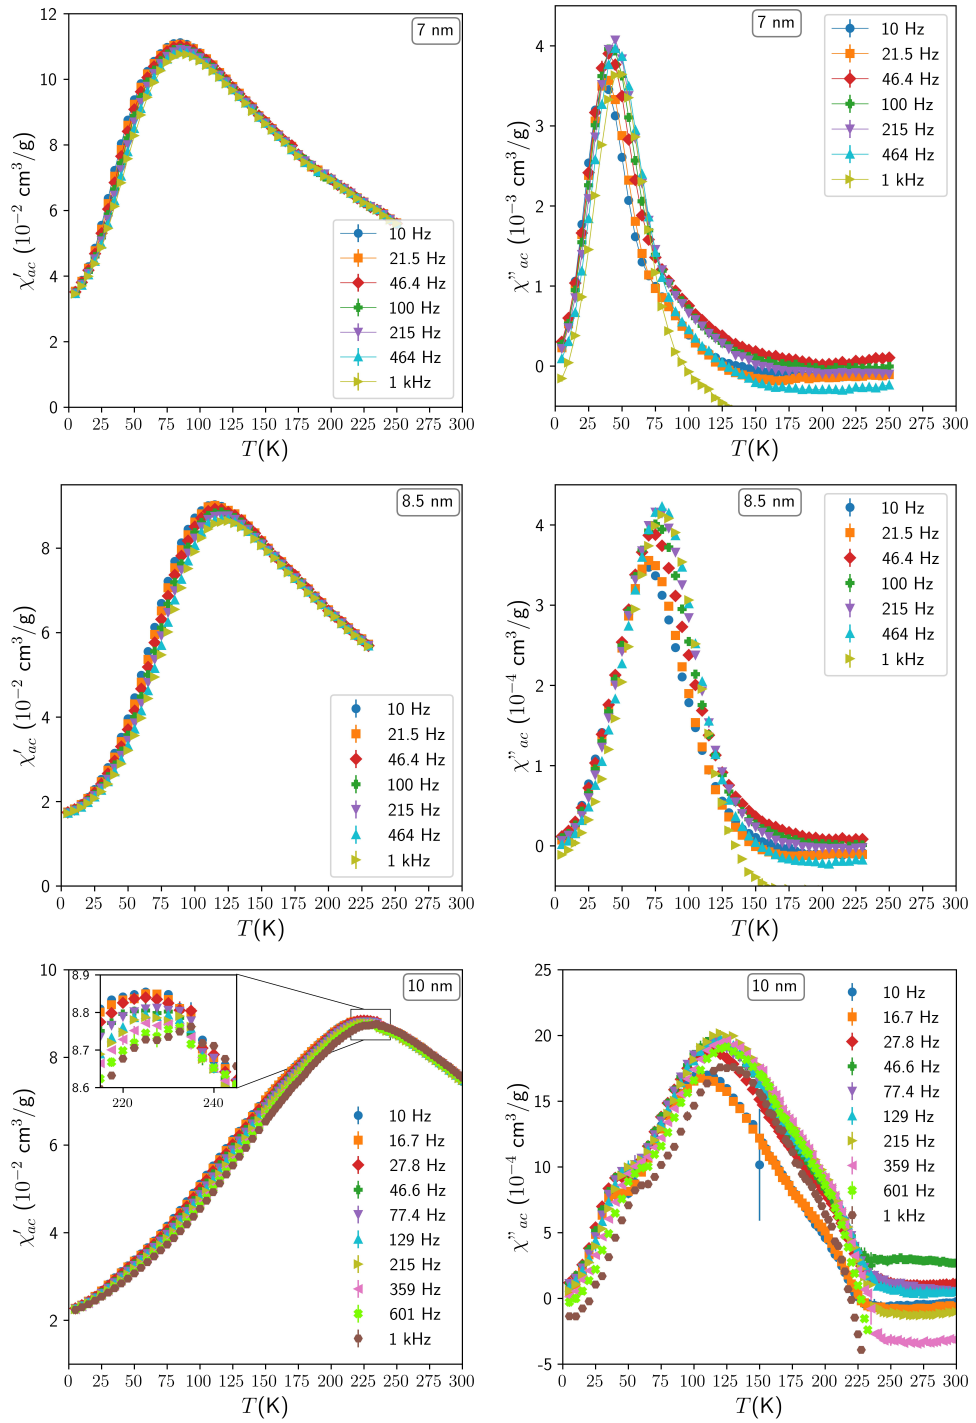 12
10
8
6
4
2
0
χ′ac (10−2 cm3/g)
7 nm
10 Hz
21.5 Hz
46.4 Hz
100 Hz
215 Hz
464 Hz
1 kHz
0 25 50 75 100 125 150 175 200 225 250 275 300
T(K)
4
3
2
1
0
χ”ac (10−3 cm3/g)
7 nm
10 Hz
21.5 Hz
46.4 Hz
100 Hz
215 Hz
464 Hz
1 kHz
0 25 50 75 100 125 150 175 200 225 250 275 300
T(K)
8
6
4
2
0
χ′ac (10−2 cm3/g)
8.5 nm
10 Hz
21.5 Hz
46.4 Hz
100 Hz
215 Hz
464 Hz
1 kHz
0 25 50 75 100 125 150 175 200 225 250 275 300
T(K)
4
3
2
1
0
χ”ac (10−4 cm3/g)
8.5 nm
10 Hz
21.5 Hz
46.4 Hz
100 Hz
215 Hz
464 Hz
1 kHz
0 25 50 75 100 125 150 175 200 225 250 275 300
T(K)
10
8
6
4
2
χ′ac (10−2 cm3/g)
10 nm
8.9
8.8
8.7
8.6
220 240
10 Hz
16.7 Hz
27.8 Hz
46.6 Hz
77.4 Hz
129 Hz
215 Hz
359 Hz
601 Hz
1 kHz
0 25 50 75 100 125 150 175 200 225 250 275 300
T(K)
25
20
15
10
5
0
-5
χ”ac (10−4 cm3/g)
10 nm
10 Hz
16.7 Hz
27.8 Hz
46.6 Hz
77.4 Hz
129 Hz
215 Hz
359 Hz
601 Hz
1 kHz
0 25 50 75 100 125 150 175 200 225 250 275 300
T(K)